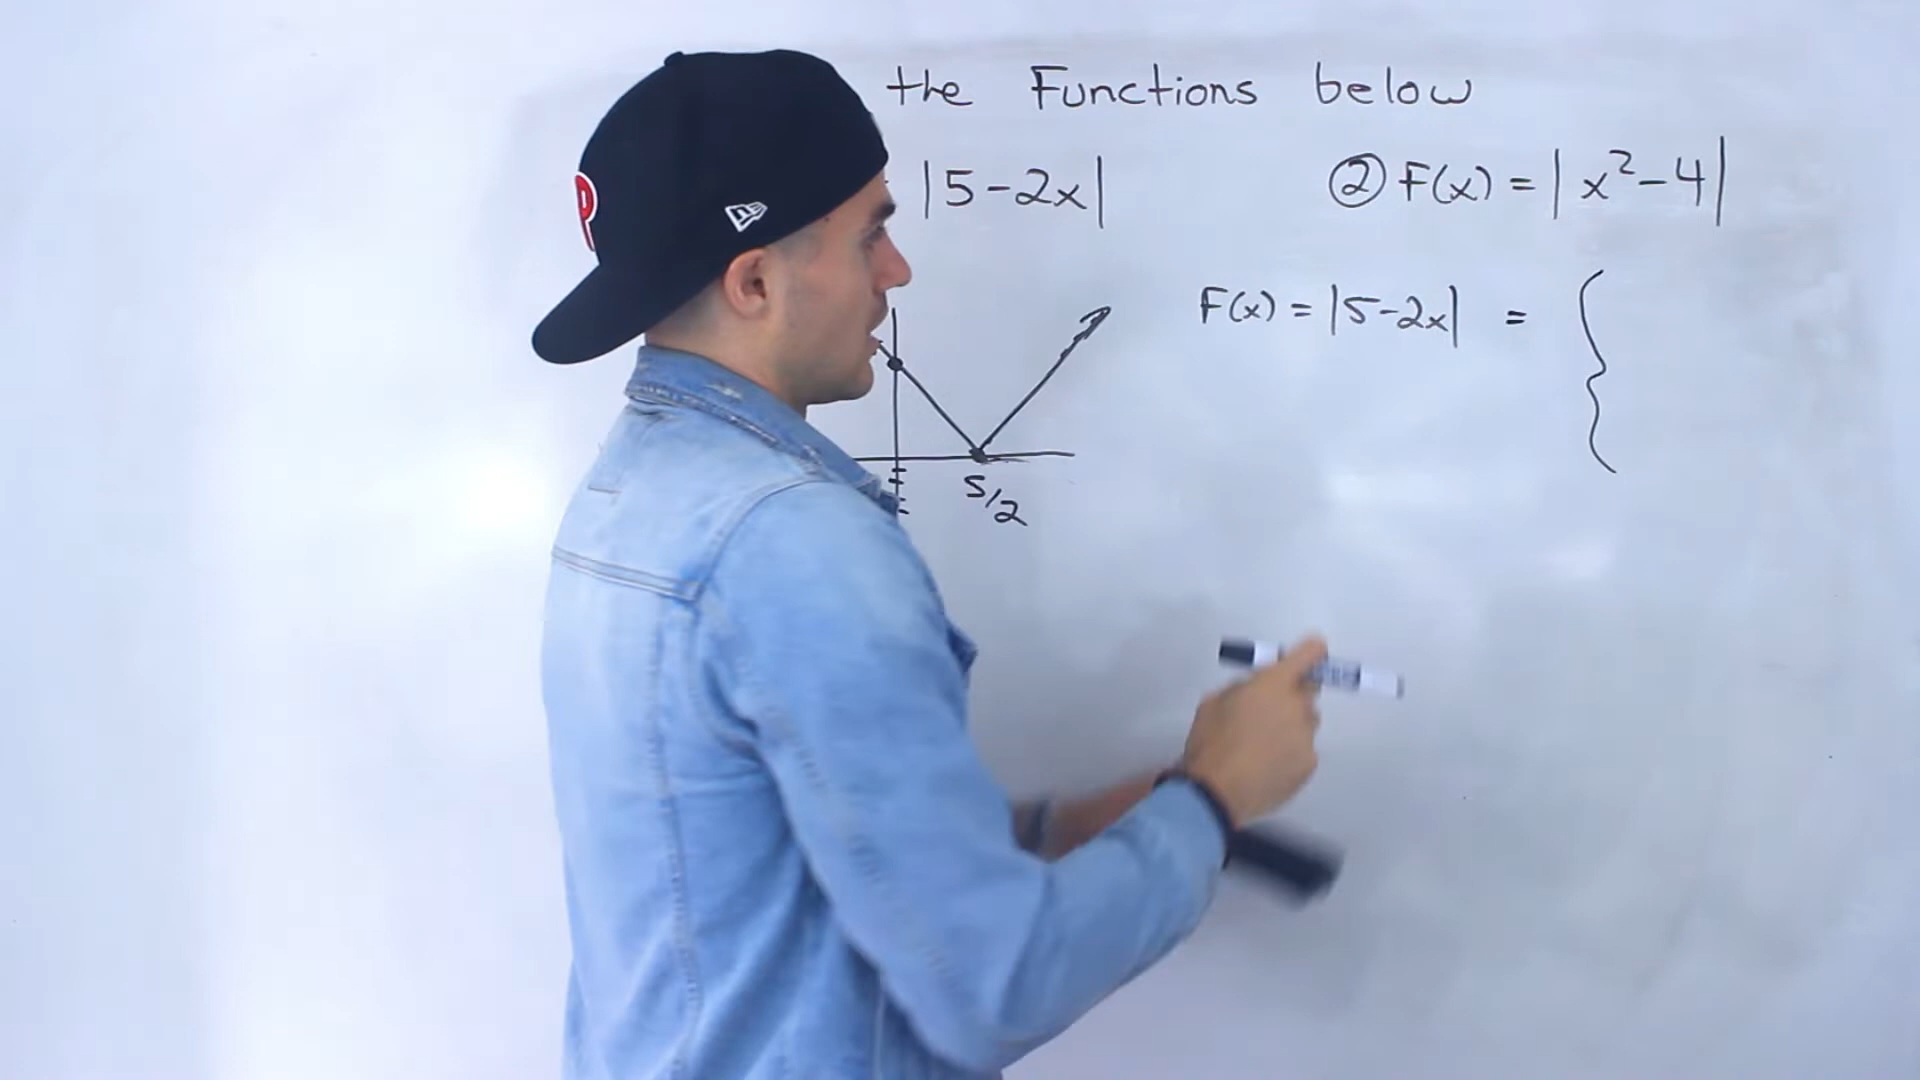 the Functions below
|5-2x|
② F(x) = |x²-4|
F(x) = |5-2x| = {
5/2
P